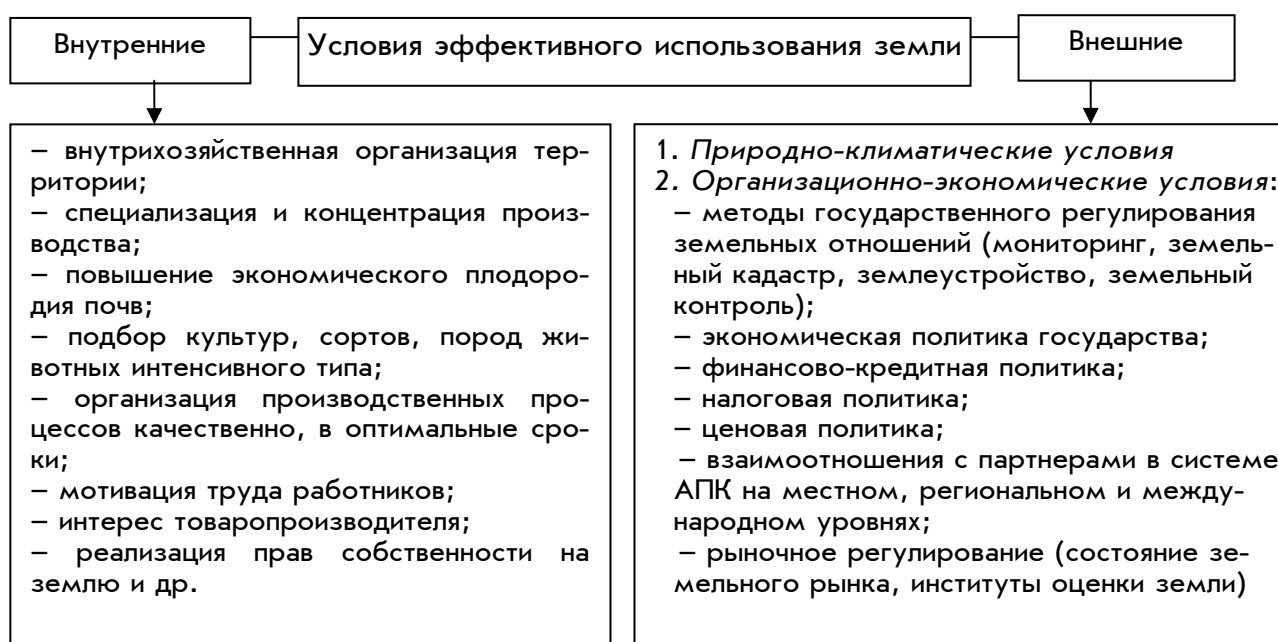 Внутренние
Условия эффективного использования земли
Внешние
– внутрихозяйственная организация тер-
ритории;
– специализация и концентрация произ-
водства;
– повышение экономического плодоро-
дия почв;
– подбор культур, сортов, пород жи-
вотных интенсивного типа;
– организация производственных про-
цессов качественно, в оптимальные сро-
ки;
– мотивация труда работников;
– интерес товаропроизводителя;
– реализация прав собственности на
землю и др.
1. Природно-климатические условия
2. Организационно-экономические условия:
– методы государственного регулирования
земельных отношений (мониторинг, земель-
ный кадастр, землеустройство, земельный
контроль);
– экономическая политика государства;
– финансово-кредитная политика;
– налоговая политика;
– ценовая политика;
– взаимоотношения с партнерами в системе
АПК на местном, региональном и между-
народном уровнях;
– рыночное регулирование (состояние зе-
мельного рынка, институты оценки земли)